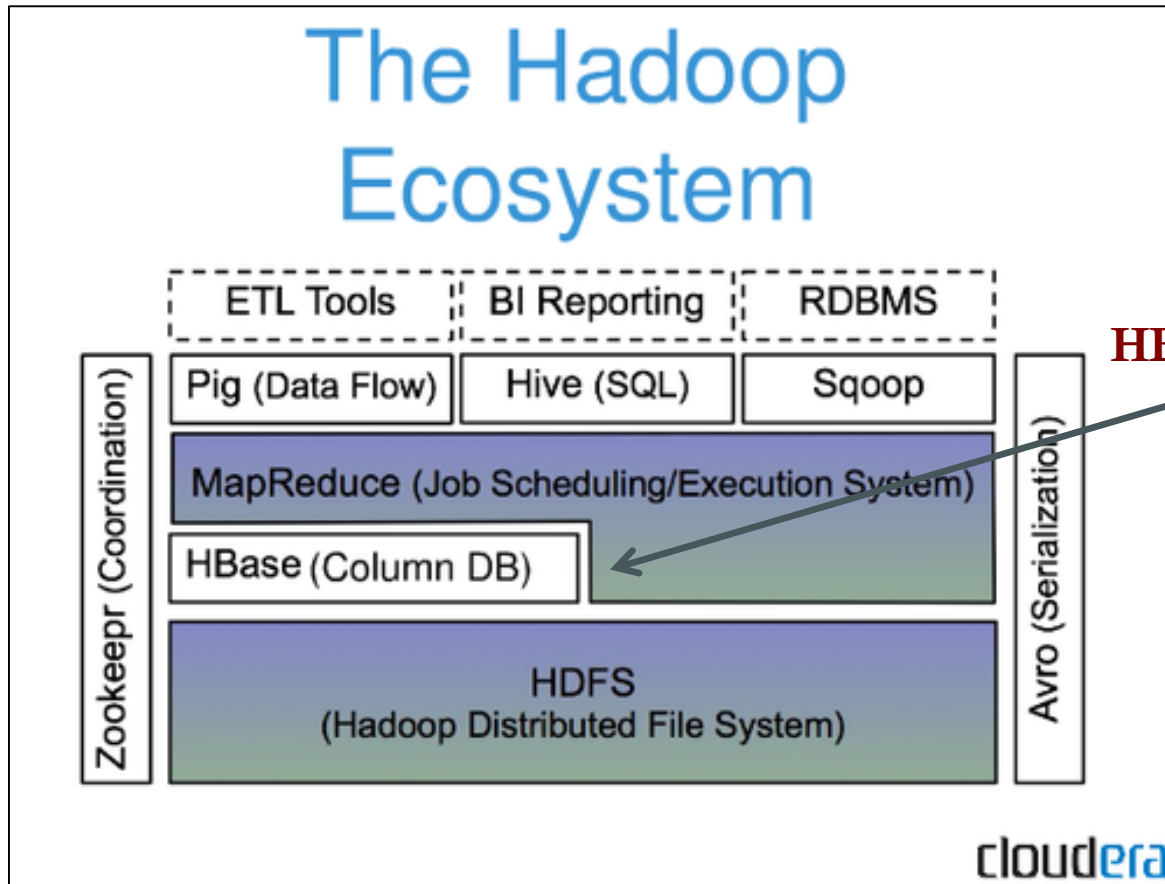 The Hadoop
Ecosystem
ETL Tools
BI Reporting
RDBMS
Pig (Data Flow)
Hive (SQL)
Sqoop
MapReduce (Job Scheduling/Execution System)
HBase (Column DB)
HDFS
(Hadoop Distributed File System)
Zookeepr (Coordination)
Avro (Serialization)
cloudera